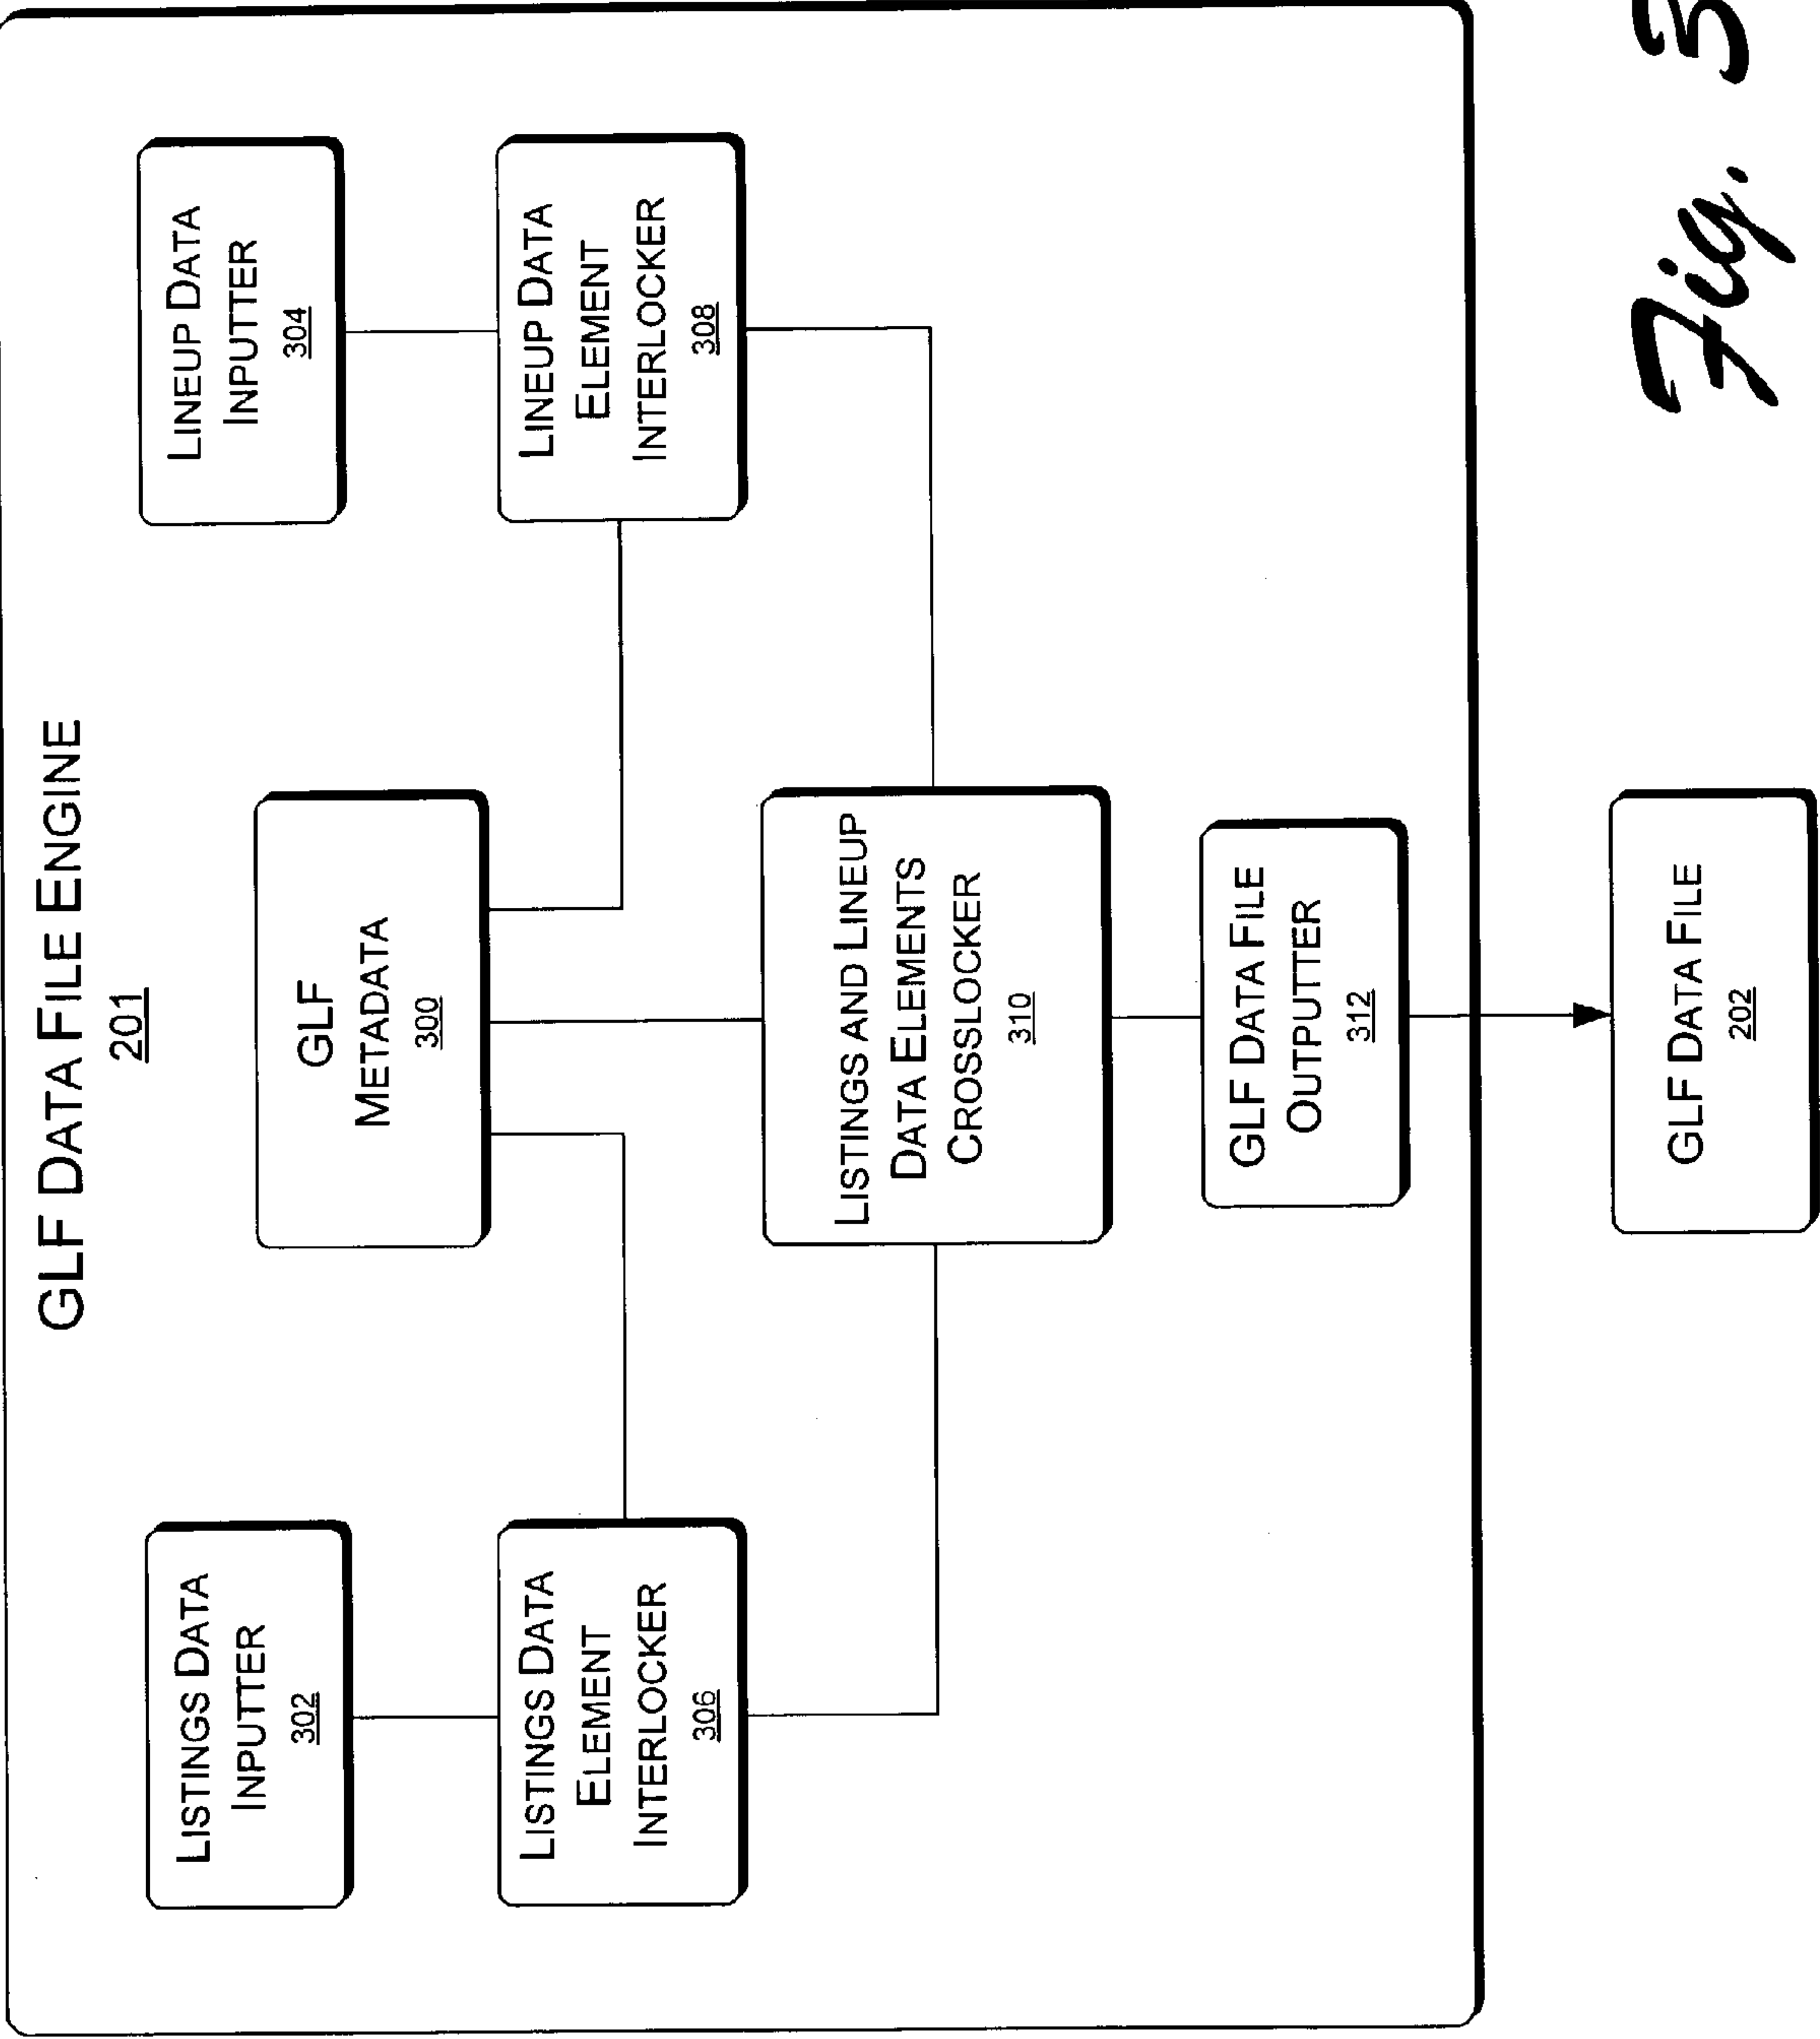 GLF DATA FILE ENGINE
201
LISTINGS DATA
INPUTTER
302
GLF
METADATA
300
LINEUP DATA
INPUTTER
304
LISTINGS DATA
ELEMENT
INTERLOCKER
306
LINEUP DATA
ELEMENT
INTERLOCKER
308
LISTINGS AND LINEUP
DATA ELEMENTS
CROSSLOCKER
310
GLF DATA FILE
OUTPUTTER
312
GLF DATA FILE
202
Fig. 3